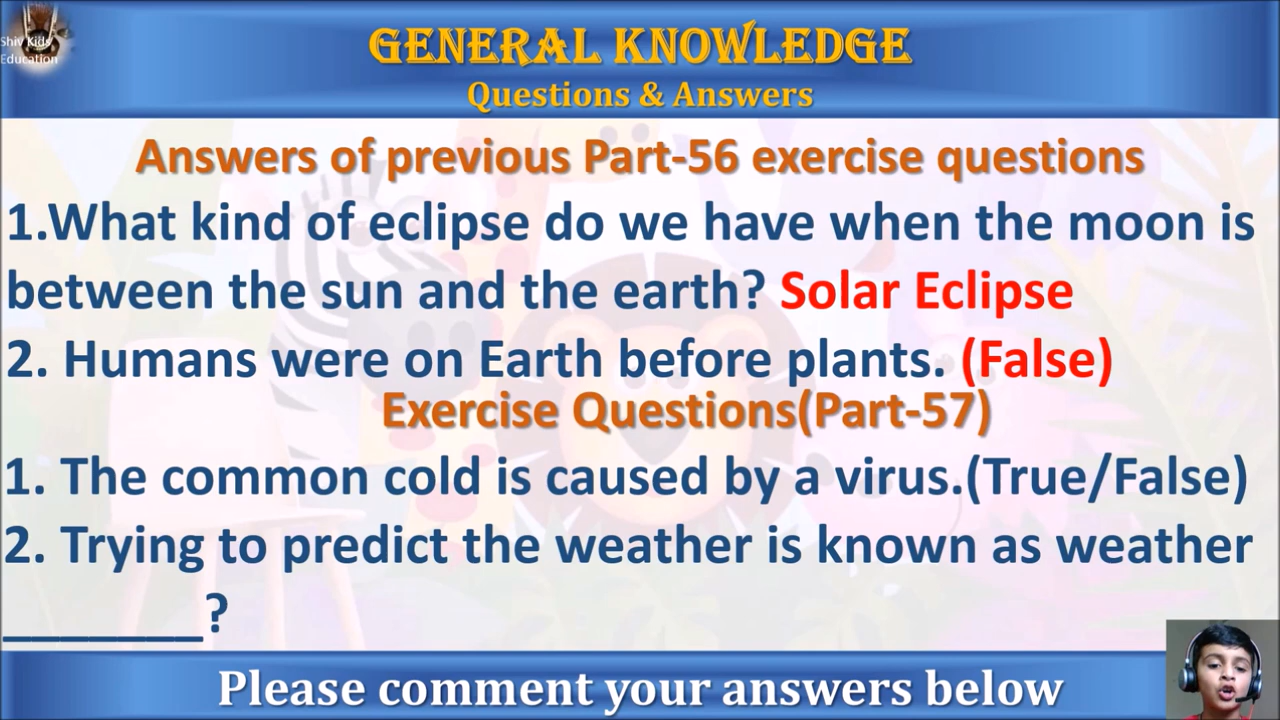 Shiv Kids
Education
GENERAL KNOWLEDGE
Questions & Answers
Answers of previous Part-56 exercise questions
1.What kind of eclipse do we have when the moon is
between the sun and the earth? Solar Eclipse
2. Humans were on Earth before plants. (False)
Exercise Questions(Part-57)
1. The common cold is caused by a virus.(True/False)
2. Trying to predict the weather is known as weather
________?
Please comment your answers below